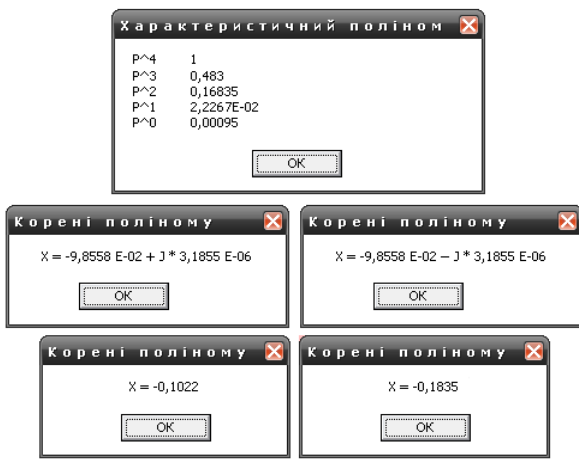 Характеристичний поліном
P^4 1
P^3 0,483
P^2 0,16835
P^1 2,2267E-02
P^0 0,00095
OK
Корені поліному
X = -9,8558 E-02 + J * 3,1855 E-06
OK
Корені поліному
X = -9,8558 E-02 – J * 3,1855 E-06
OK
Корені поліному
X = -0,1022
OK
Корені поліному
X = -0,1835
OK